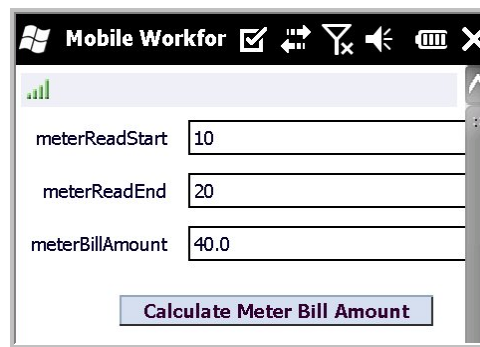 Mobile Workfor
meterReadStart 10
meterReadEnd 20
meterBillAmount 40.0
Calculate Meter Bill Amount